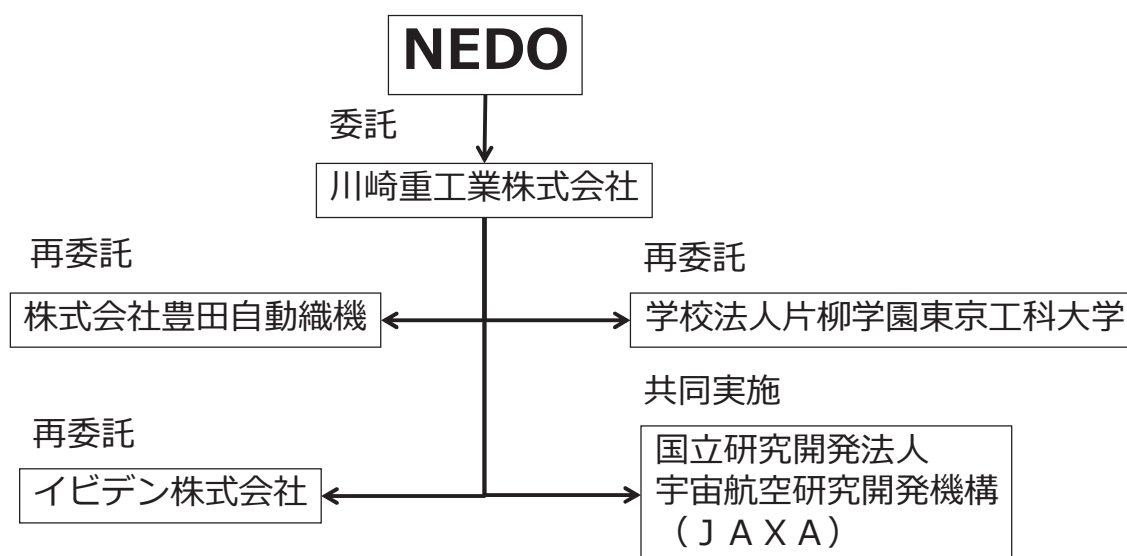 NEDO
委託
川崎重工業株式会社
再委託
株式会社豊田自動織機
再委託
学校法人片柳学園東京工科大学
再委託
イビデン株式会社
共同実施
国立研究開発法人
宇宙航空研究開発機構
（ＪＡＸＡ）